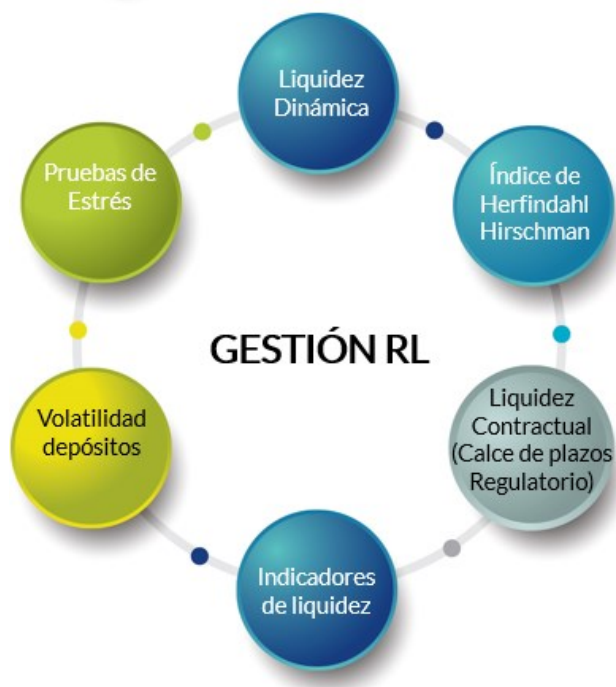 Liquidez
Dinámica
Índice de
Herfindahl
Hirschman
Liquidez
Contractual
(Calce de plazos
Regulatorio)
Indicadores
de liquidez
Volatilidad
depósitos
Pruebas de
Estrés
GESTIÓN RL